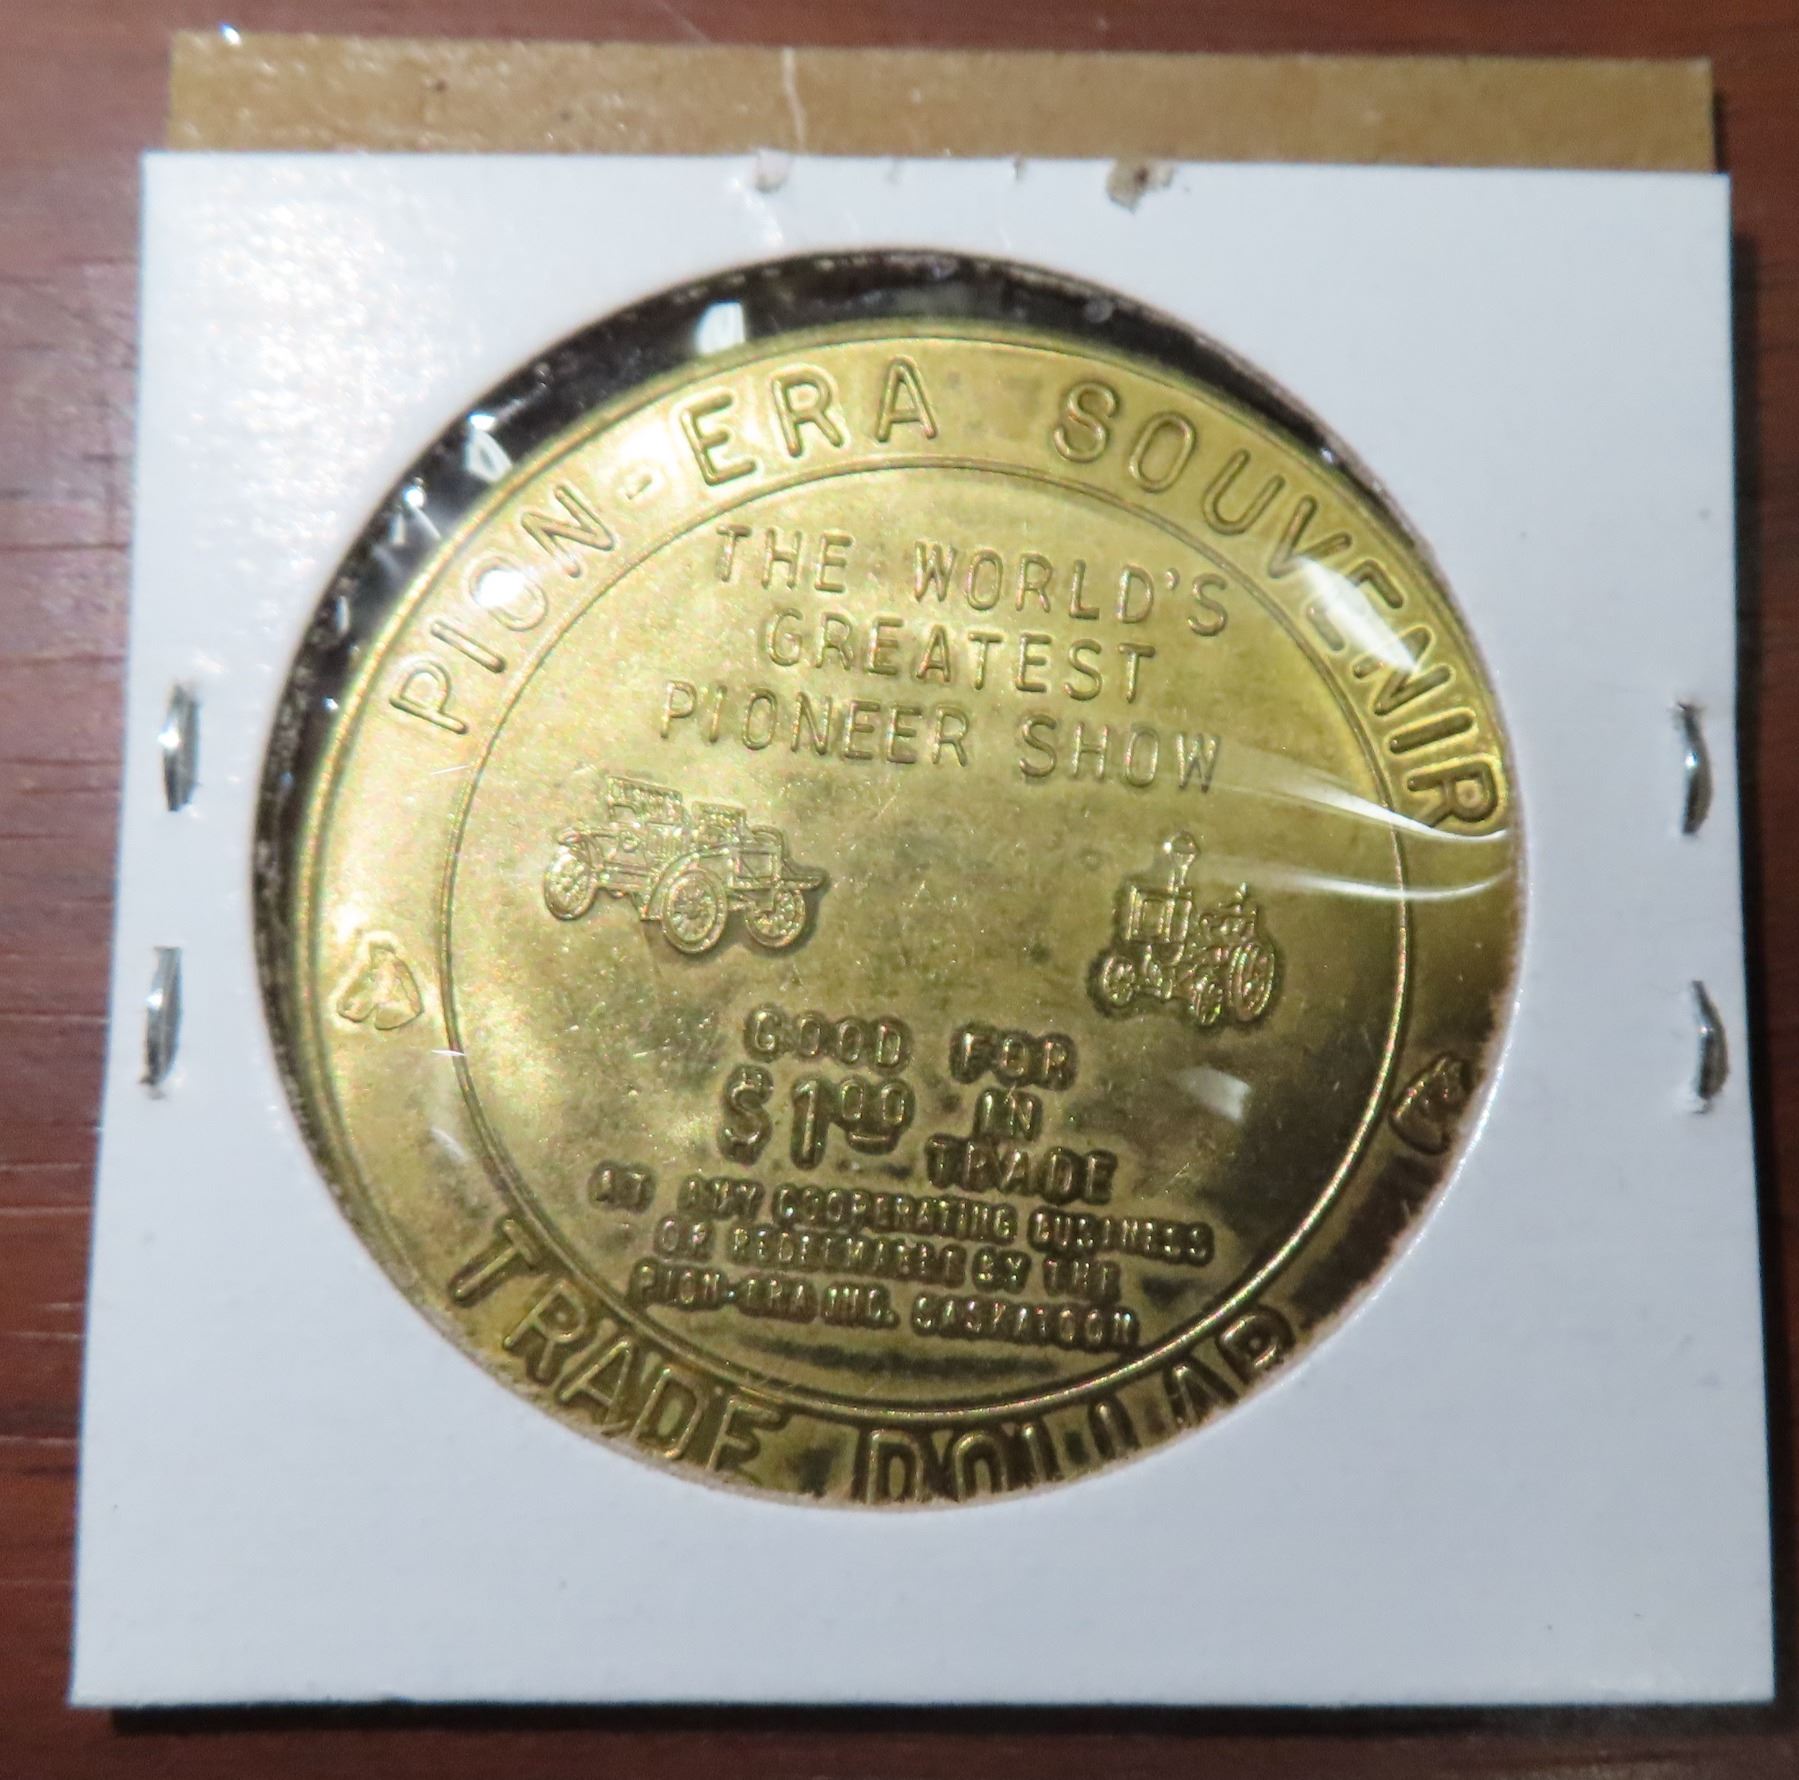 PION-ERA SOUVENIR
THE WORLD'S
GREATEST
PIONEER SHOW
GOOD FOR
$1.00 IN
TRADE
AT ANY COOPERATING BUSINESS
OR REDEEMABLE BY THE
PION-ERA INC. SASKATOON
TRADE DOLLAR